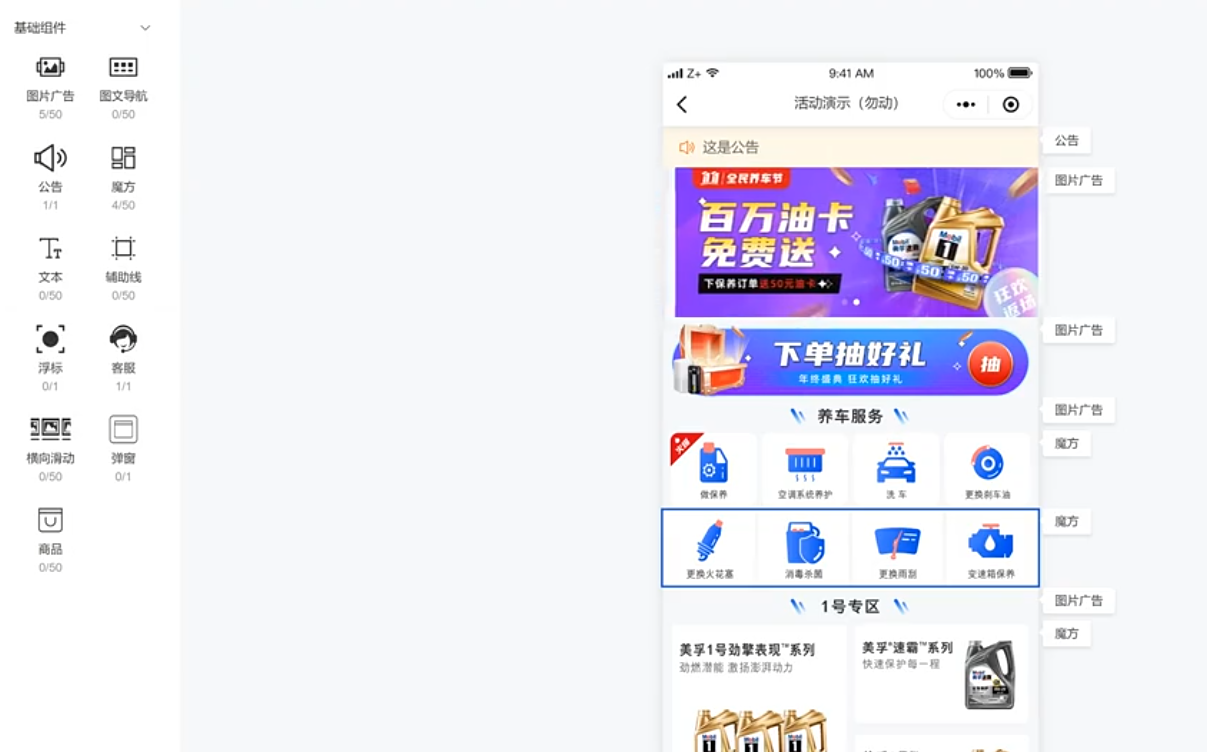 基础组件
图片广告
5/50
图文导航
0/50
公告
1/1
魔方
4/50
文本
0/50
辅助线
0/50
浮标
0/1
客服
1/1
横向滑动
0/50
弹窗
0/1
商品
0/50
Z+
9:41 AM
100%
活动演示（勿动）
这是公告
公告
图片广告
全民养车节
百万油卡
免费送
下保养订单送50元油卡
Mobil
美孚速霸
Mobil
1
50
50
50
狂欢
返场
图片广告
下单抽好礼
年终盛典 狂欢抽好礼
抽
养车服务
图片广告
魔方
做保养
空调系统养护
洗 车
更换刹车油
魔方
更换火花塞
消毒杀菌
更换雨刮
变速箱保养
1号专区
图片广告
魔方
美孚1号劲擎表现™系列
劲燃潜能 激扬澎湃动力
美孚®速霸™系列
快速保护每一程